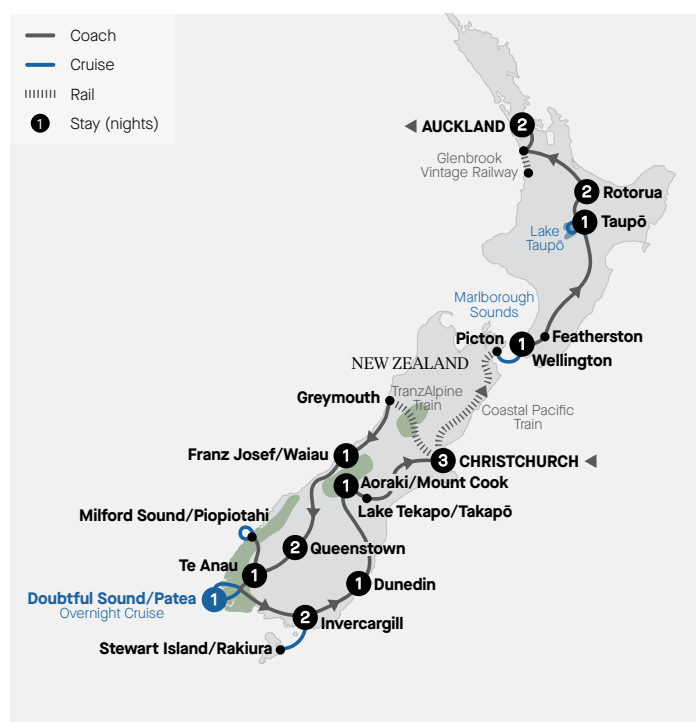 Coach
Cruise
Rail
1 Stay (nights)
AUCKLAND 2
Glenbrook
Vintage Railway
2 Rotorua
1 Taupō
Lake
Taupō
Marlborough
Sounds
Picton
Featherston
1 Wellington
NEW ZEALAND
Greymouth
TranzAlpine
Train
Coastal Pacific
Train
Franz Josef/Waiau 1
3 CHRISTCHURCH
1 Aoraki/Mount Cook
Lake Tekapo/Takapō
Milford Sound/Piopiotahi
2 Queenstown
Te Anau 1
1 Dunedin
Doubtful Sound/Patea 1
Overnight Cruise
2 Invercargill
Stewart Island/Rakiura